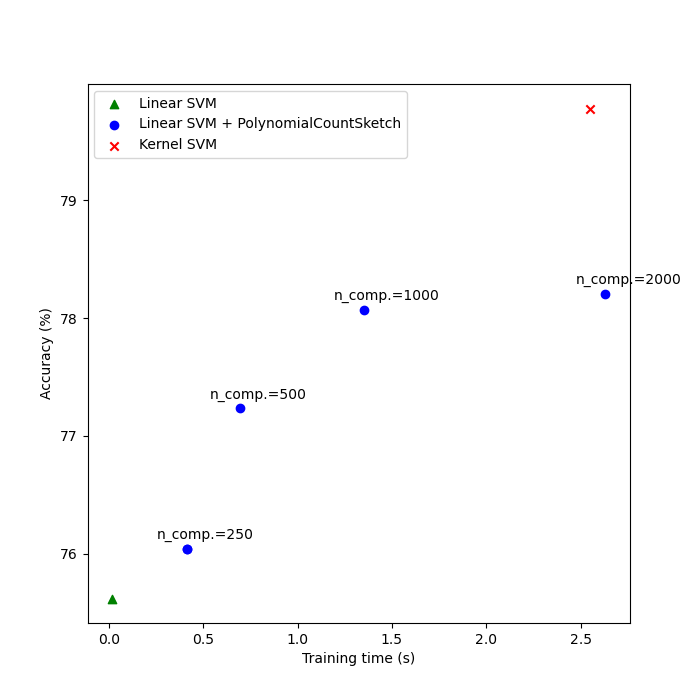 Linear SVM
Linear SVM + PolynomialCountSketch
Kernel SVM
79
n_comp.=2000
n_comp.=1000
78
Accuracy (%)
n_comp.=500
77
n_comp.=250
76
0.0 0.5 1.0 1.5 2.0 2.5
Training time (s)